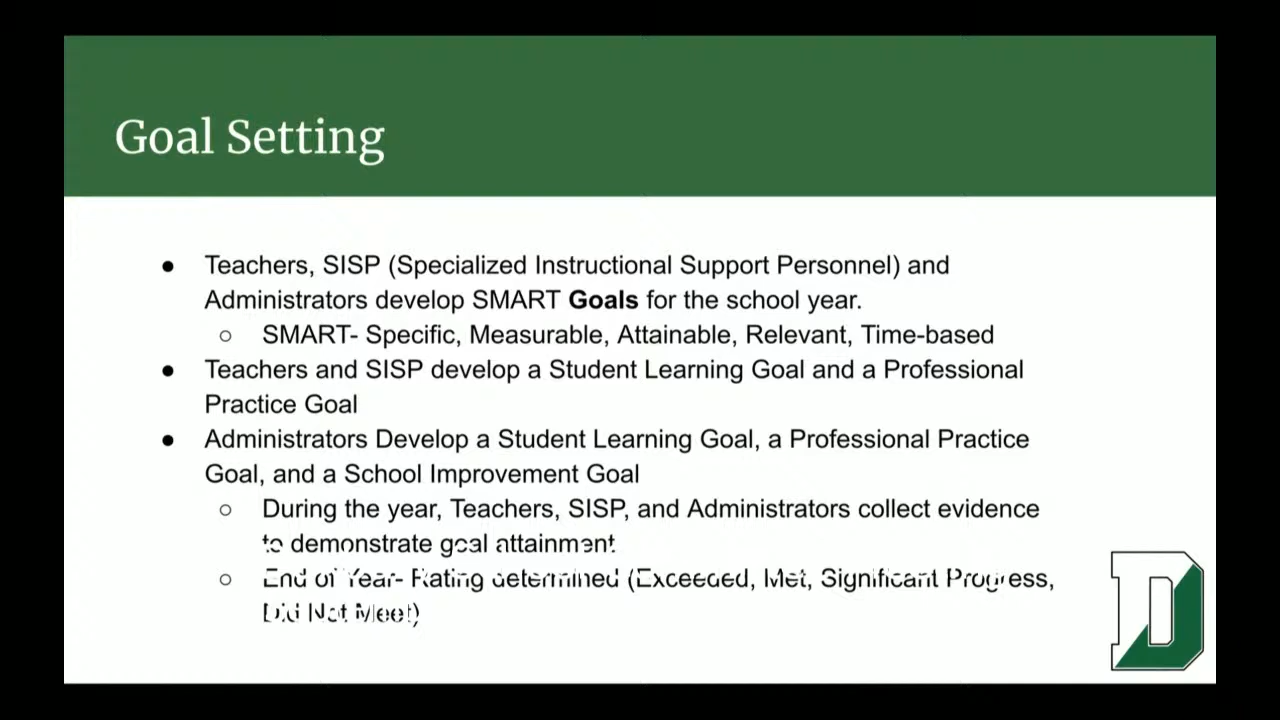 Goal Setting
● Teachers, SISP (Specialized Instructional Support Personnel) and
Administrators develop SMART Goals for the school year.
○ SMART- Specific, Measurable, Attainable, Relevant, Time-based
● Teachers and SISP develop a Student Learning Goal and a Professional
Practice Goal
● Administrators Develop a Student Learning Goal, a Professional Practice
Goal, and a School Improvement Goal
○ During the year, Teachers, SISP, and Administrators collect evidence
to demonstrate goal attainment
○ End of Year- Rating determined (Exceeded, Met, Significant Progress,
Did Not Meet)
D